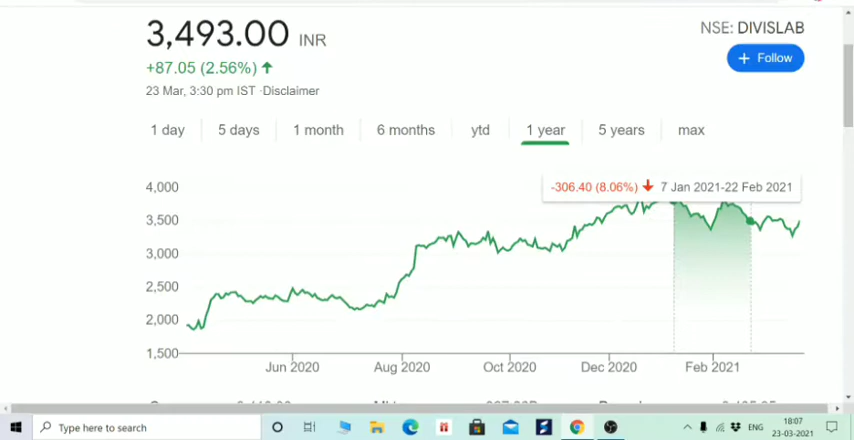 3,493.00 INR
NSE: DIVISLAB
+87.05 (2.56%) ↑
+ Follow
23 Mar, 3:30 pm IST ·Disclaimer
1 day 5 days 1 month 6 months ytd 1 year 5 years max
-306.40 (8.06%) ↓ 7 Jan 2021-22 Feb 2021
4,000
3,500
3,000
2,500
2,000
1,500
Jun 2020 Aug 2020 Oct 2020 Dec 2020 Feb 2021
Type here to search
ENG
18:07
23-03-2021